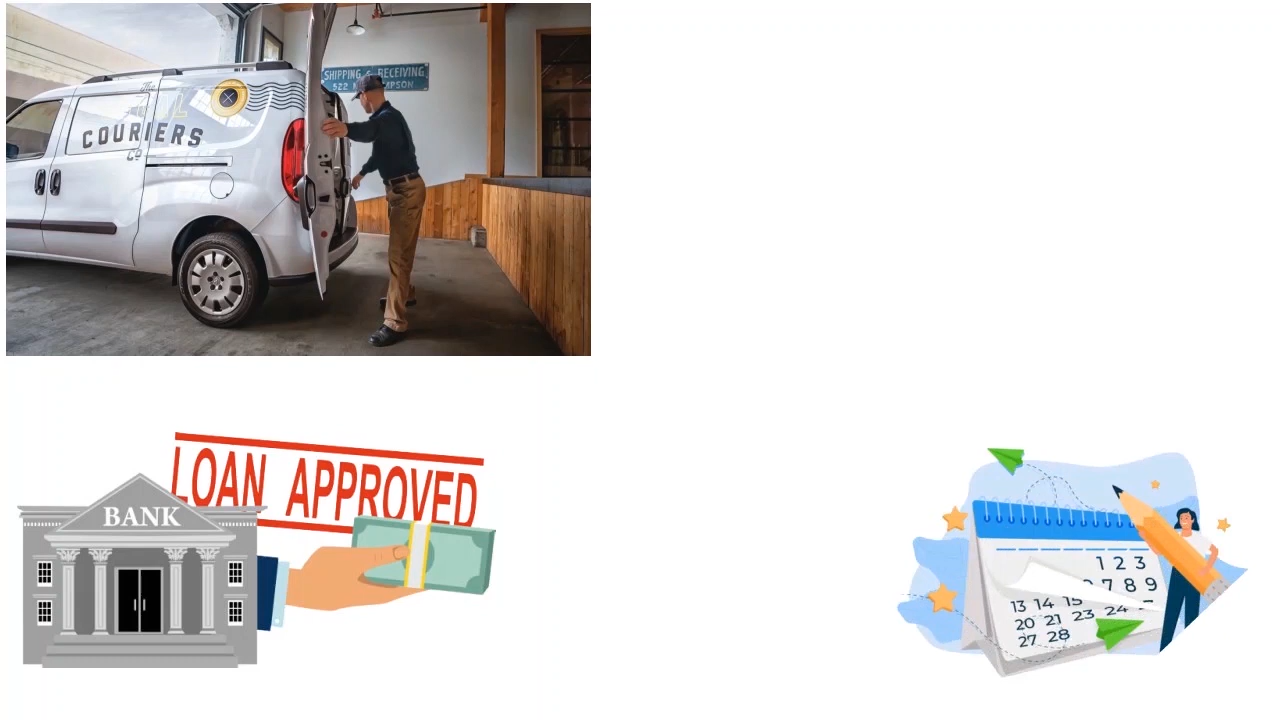 SHIPPING & RECEIVING
The
COURIERS
Co
LOAN APPROVED
BANK
1 2 3
7 8 9
13 14 15
23 24
20 21
27 28